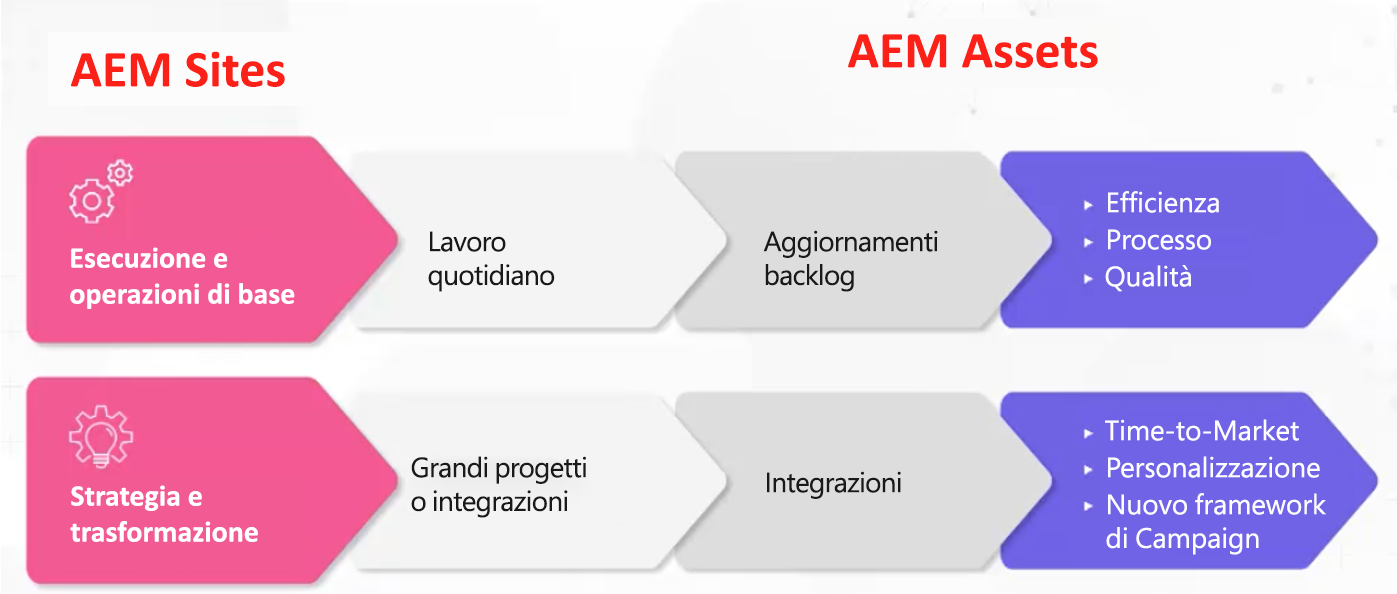 AEM Sites
AEM Assets
Esecuzione e
operazioni di base
Lavoro
quotidiano
Aggiornamenti
backlog
Efficienza
Processo
Qualità
Strategia e
trasformazione
Grandi progetti
o integrazioni
Integrazioni
Time-to-Market
Personalizzazione
Nuovo framework
di Campaign